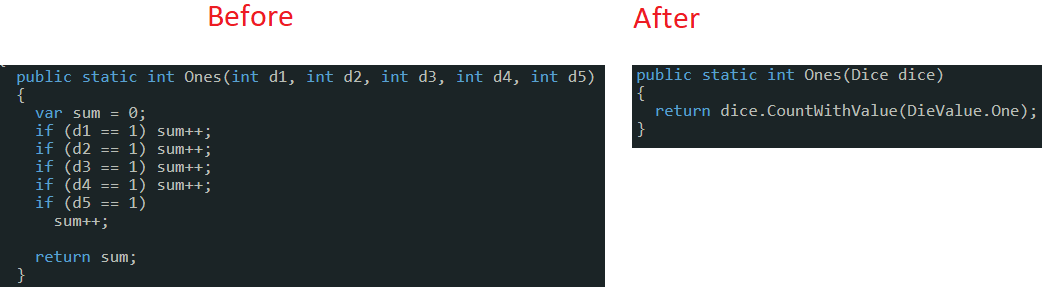 Before
public static int Ones(int d1, int d2, int d3, int d4, int d5)
{
var sum = 0;
if (d1 == 1) sum++;
if (d2 == 1) sum++;
if (d3 == 1) sum++;
if (d4 == 1) sum++;
if (d5 == 1)
sum++;
return sum;
}
After
public static int Ones(Dice dice)
{
return dice.CountWithValue(DieValue.One);
}